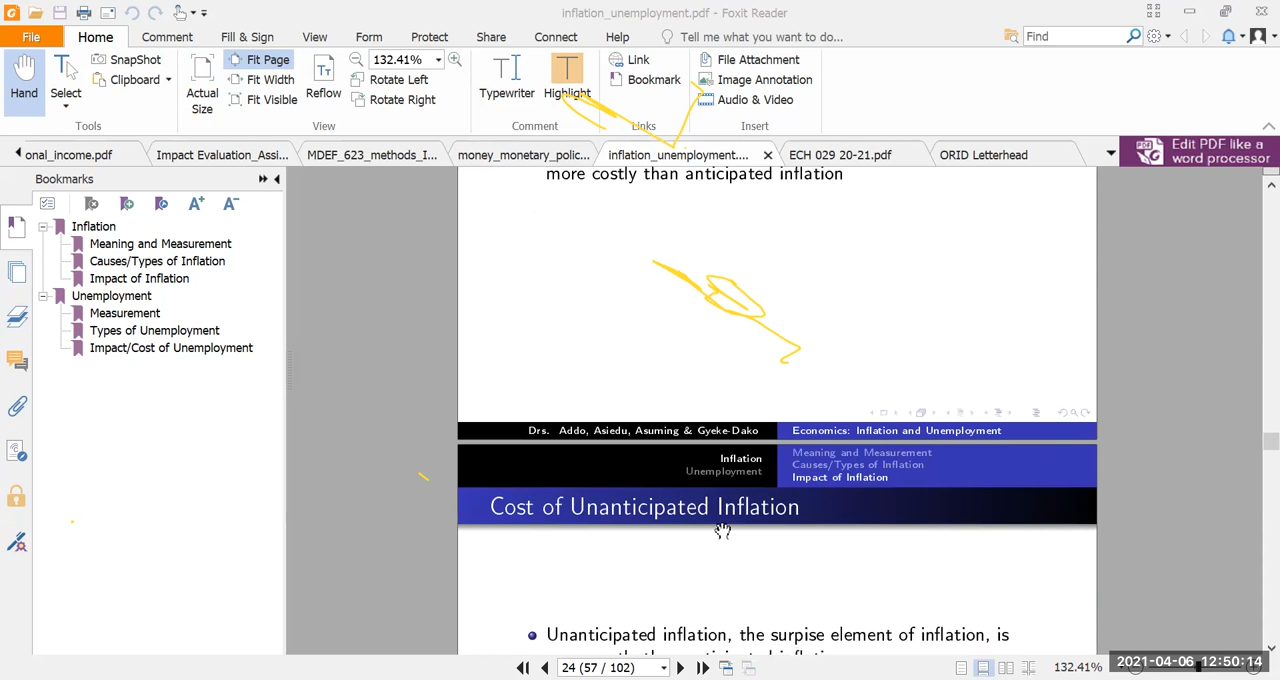 inflation_unemployment.pdf - Foxit Reader
File Home Comment Fill & Sign View Form Protect Share Connect Help Tell me what you want to do... Find
Hand
Select
SnapShot
Clipboard
Tools
Actual Size
Fit Page
Fit Width
Fit Visible
Reflow
132.41%
Rotate Left
Rotate Right
View
Typewriter
Highlight
Comment
Link
Bookmark
Links
File Attachment
Image Annotation
Audio & Video
Insert
onal_income.pdf Impact Evaluation_Assi... MDEF_623_methods_I... money_monetary_polic... inflation_unemployment.... ECH 029 20-21.pdf ORID Letterhead
Edit PDF like a
word processor
Bookmarks
Inflation
Meaning and Measurement
Causes/Types of Inflation
Impact of Inflation
Unemployment
Measurement
Types of Unemployment
Impact/Cost of Unemployment
more costly than anticipated inflation
Drs. Addo, Asiedu, Asuming & Gyeke-Dako Economics: Inflation and Unemployment
Inflation
Unemployment
Meaning and Measurement
Causes/Types of Inflation
Impact of Inflation
Cost of Unanticipated Inflation
Unanticipated inflation, the surpise element of inflation, is
24 (57 / 102)
132.41%
2021-04-06 12:50:14